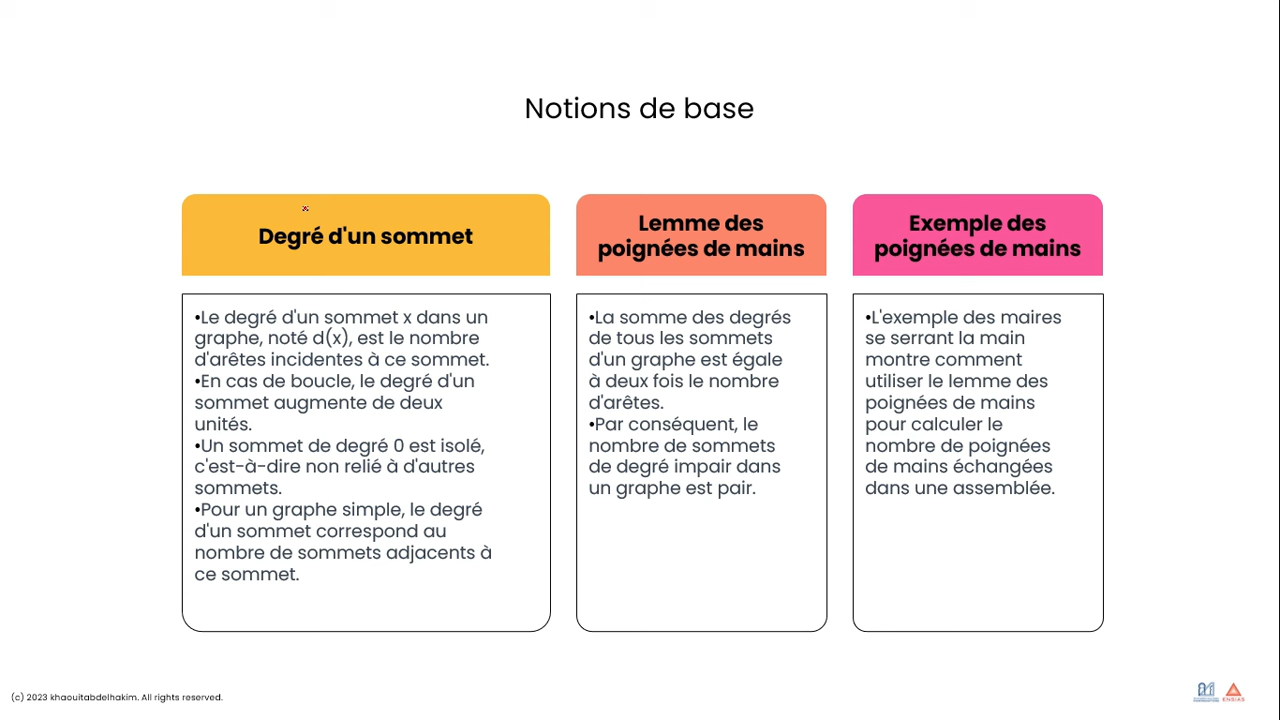 Notions de base
Degré d'un sommet
•Le degré d'un sommet x dans un
graphe, noté d(x), est le nombre
d'arêtes incidentes à ce sommet.
•En cas de boucle, le degré d'un
sommet augmente de deux
unités.
•Un sommet de degré 0 est isolé,
c'est-à-dire non relié à d'autres
sommets.
•Pour un graphe simple, le degré
d'un sommet correspond au
nombre de sommets adjacents à
ce sommet.
Lemme des
poignées de mains
•La somme des degrés
de tous les sommets
d'un graphe est égale
à deux fois le nombre
d'arêtes.
•Par conséquent, le
nombre de sommets
de degré impair dans
un graphe est pair.
Exemple des
poignées de mains
•L'exemple des maires
se serrant la main
montre comment
utiliser le lemme des
poignées de mains
pour calculer le
nombre de poignées
de mains échangées
dans une assemblée.
(c) 2023 khaouitabdelhakim. All rights reserved.
ENSIAS